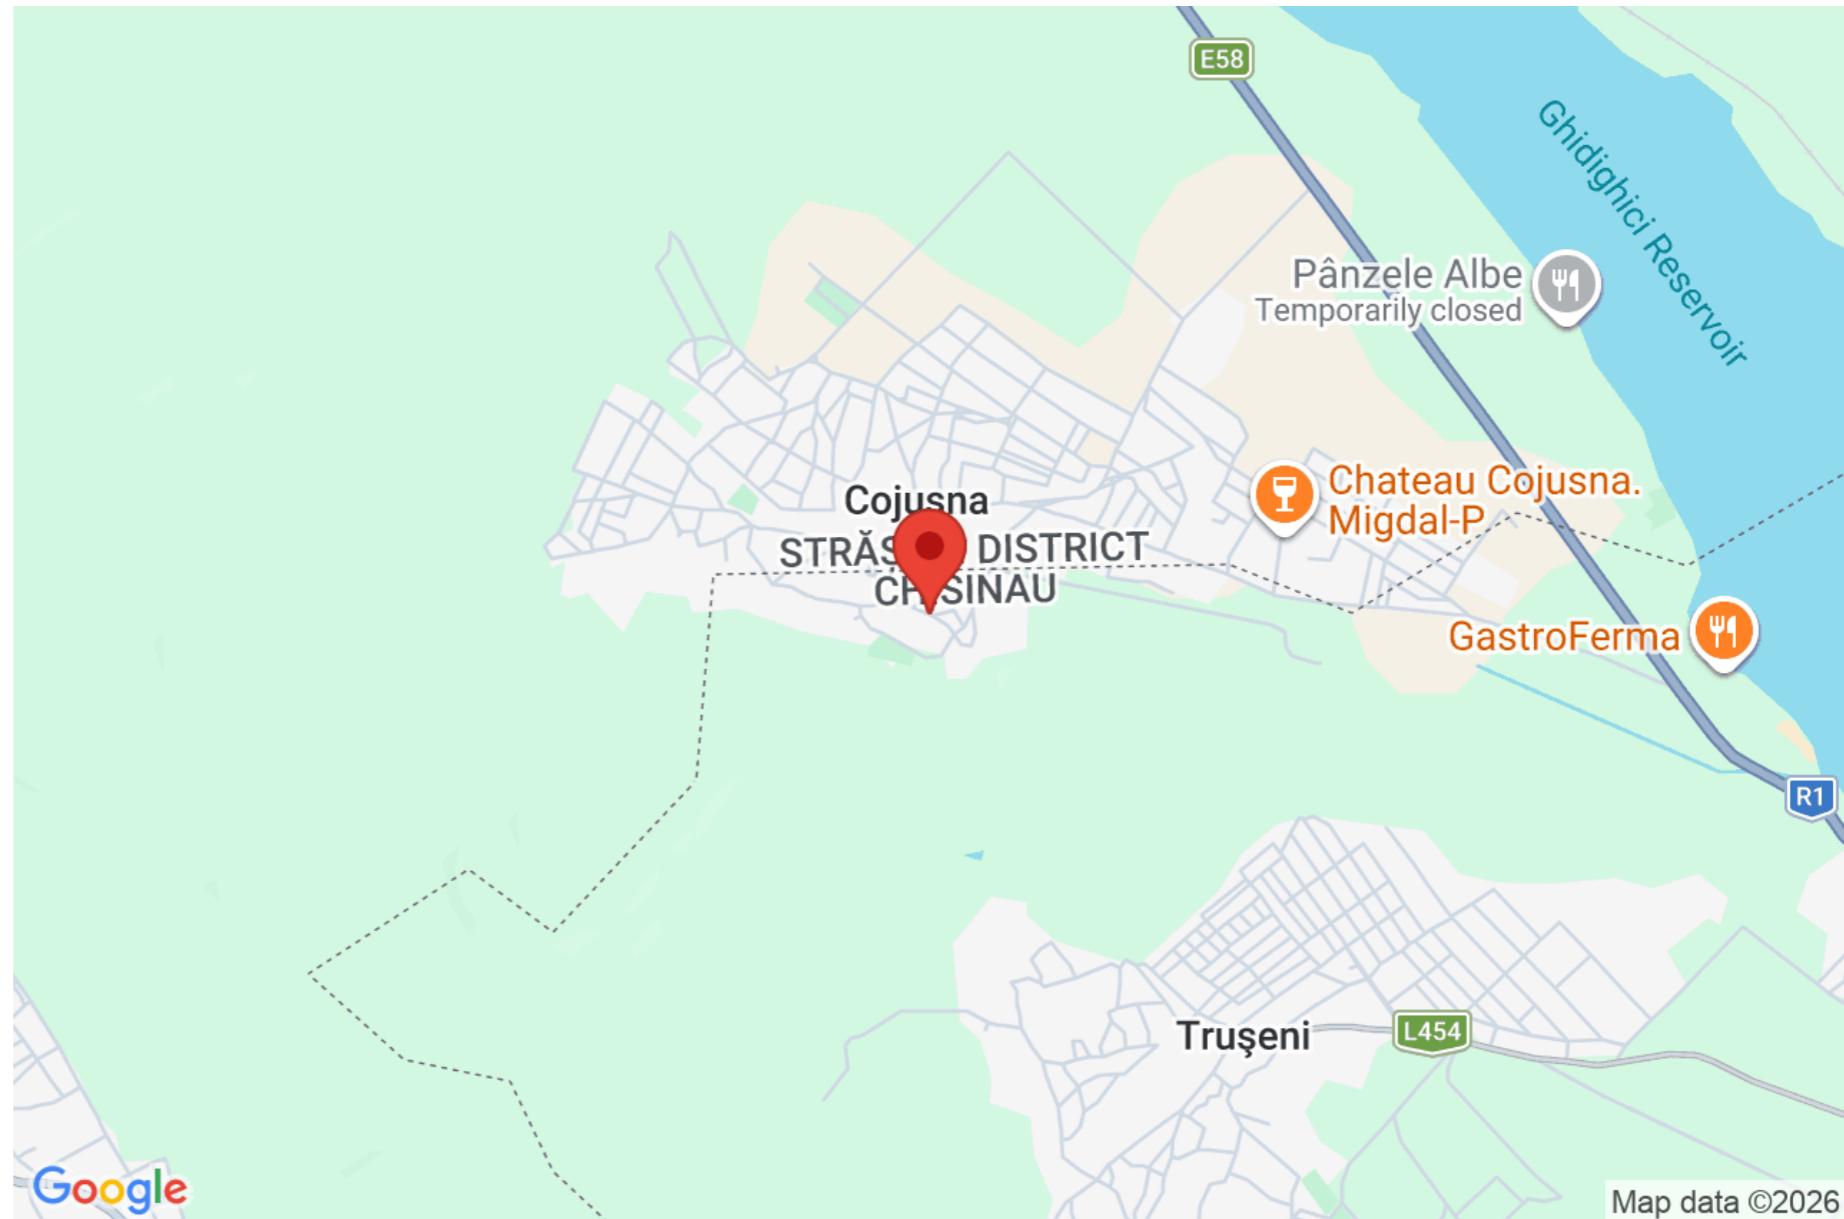 E58
Ghidighici Reservoir
Pânzele Albe
Temporarily closed
Chateau Cojusna.
Migdal-P
Cojusna
DISTRICT
GastroFerma
R1
Truşeni
L454
Google
Map data ©2026